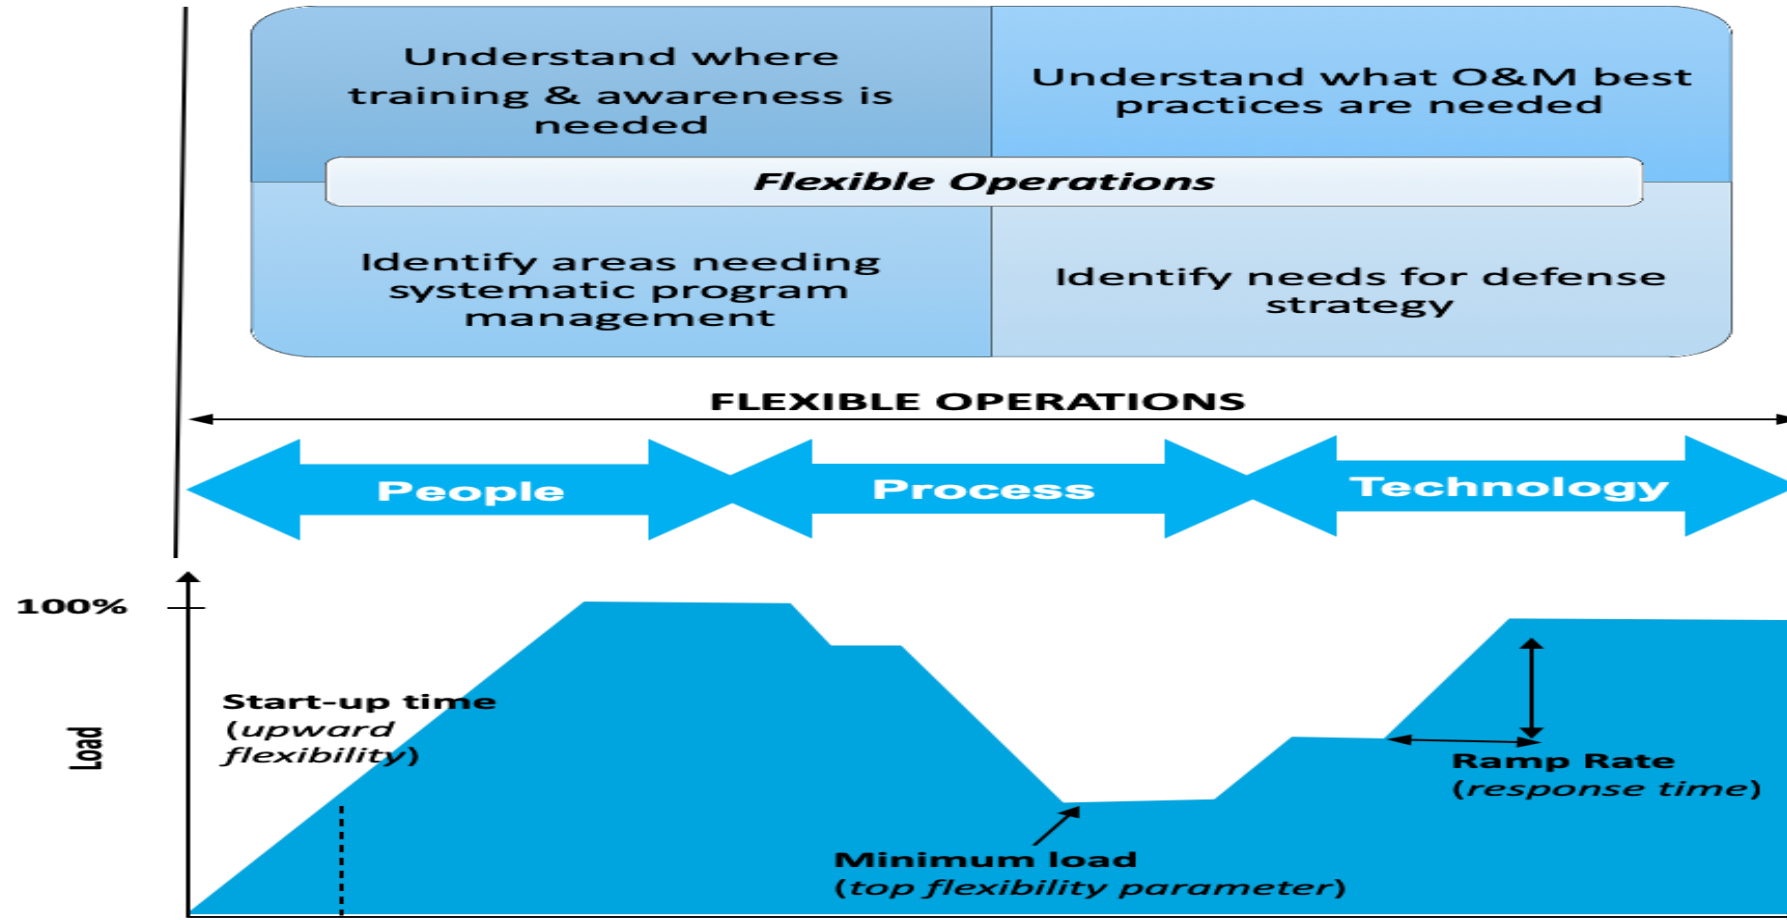 Understand where
training & awareness is
needed
Understand what O&M best
practices are needed
Flexible Operations
Identify areas needing
systematic program
management
Identify needs for defense
strategy
FLEXIBLE OPERATIONS
People
Process
Technology
100%
Load
Start-up time
(upward
flexibility)
Minimum load
(top flexibility parameter)
Ramp Rate
(response time)